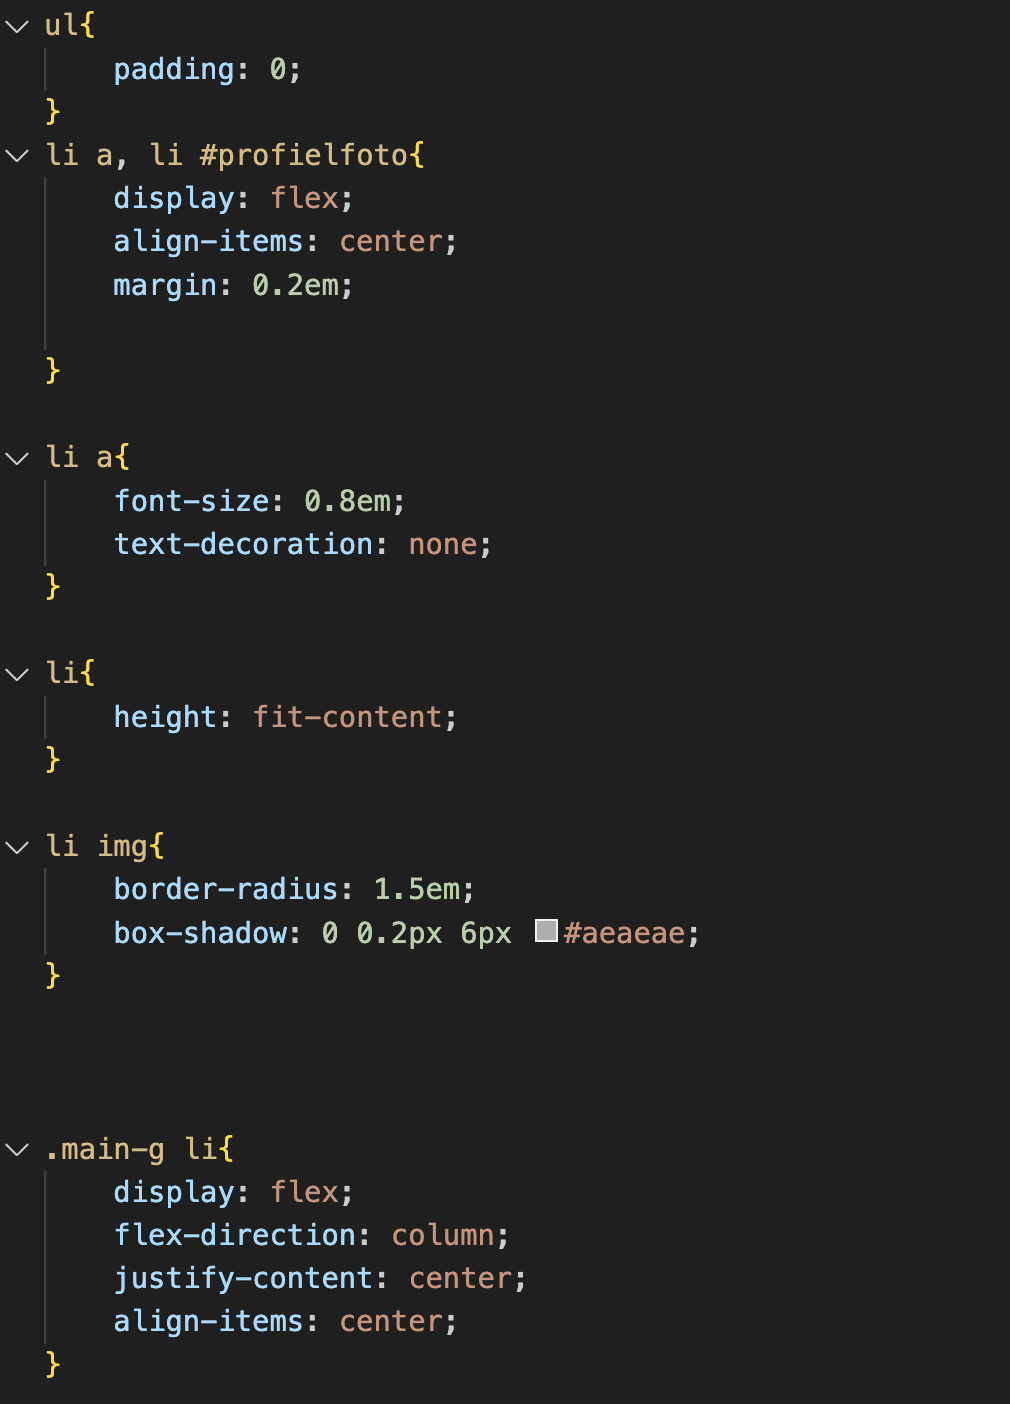 ul{
padding: 0;
}
li a, li #profielfoto{
display: flex;
align-items: center;
margin: 0.2em;
}
li a{
font-size: 0.8em;
text-decoration: none;
}
li{
height: fit-content;
}
li img{
border-radius: 1.5em;
box-shadow: 0 0.2px 6px #aeaeae;
}
.main-g li{
display: flex;
flex-direction: column;
justify-content: center;
align-items: center;
}